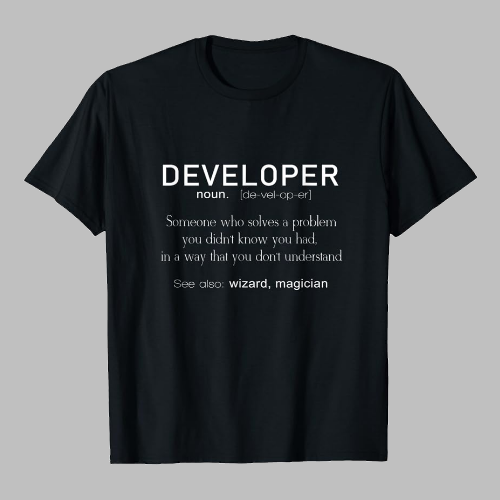 DEVELOPER
noun. [de-vel-op-er]
Someone who solves a problem
you didn't know you had,
in a way that you don't understand
See also: wizard, magician